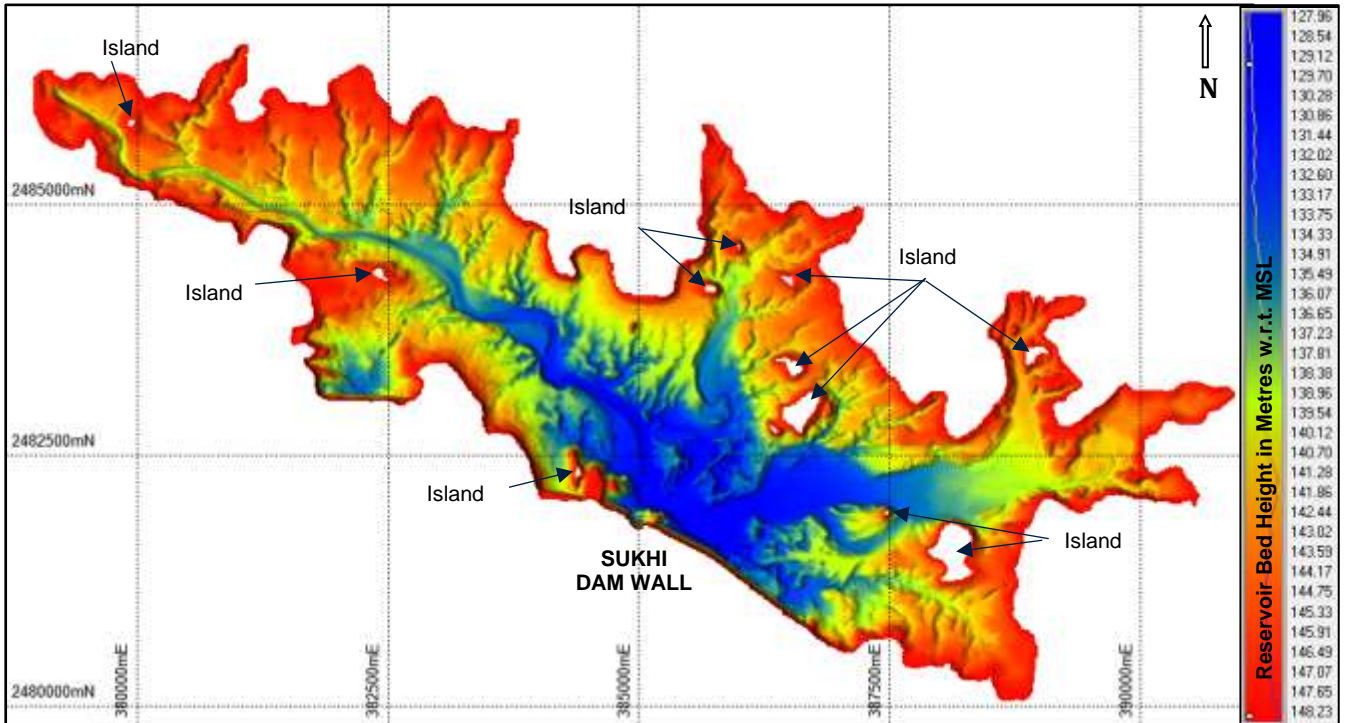 Island
N
2485000mN
Island
Island
Island
2482500mN
Island
SUKHI
DAM WALL
Island
2480000mN
380000mE
382500mE
385000mE
387500mE
390000mE
Reservoir Bed Height in Metres w.r.t. MSL
127.96
128.54
129.12
129.70
130.28
130.86
131.44
132.02
132.60
133.17
133.75
134.33
134.91
135.49
136.07
136.65
137.23
137.81
138.38
138.96
139.54
140.12
140.70
141.28
141.86
142.44
143.02
143.59
144.17
144.75
145.33
145.91
146.49
147.07
147.65
148.23